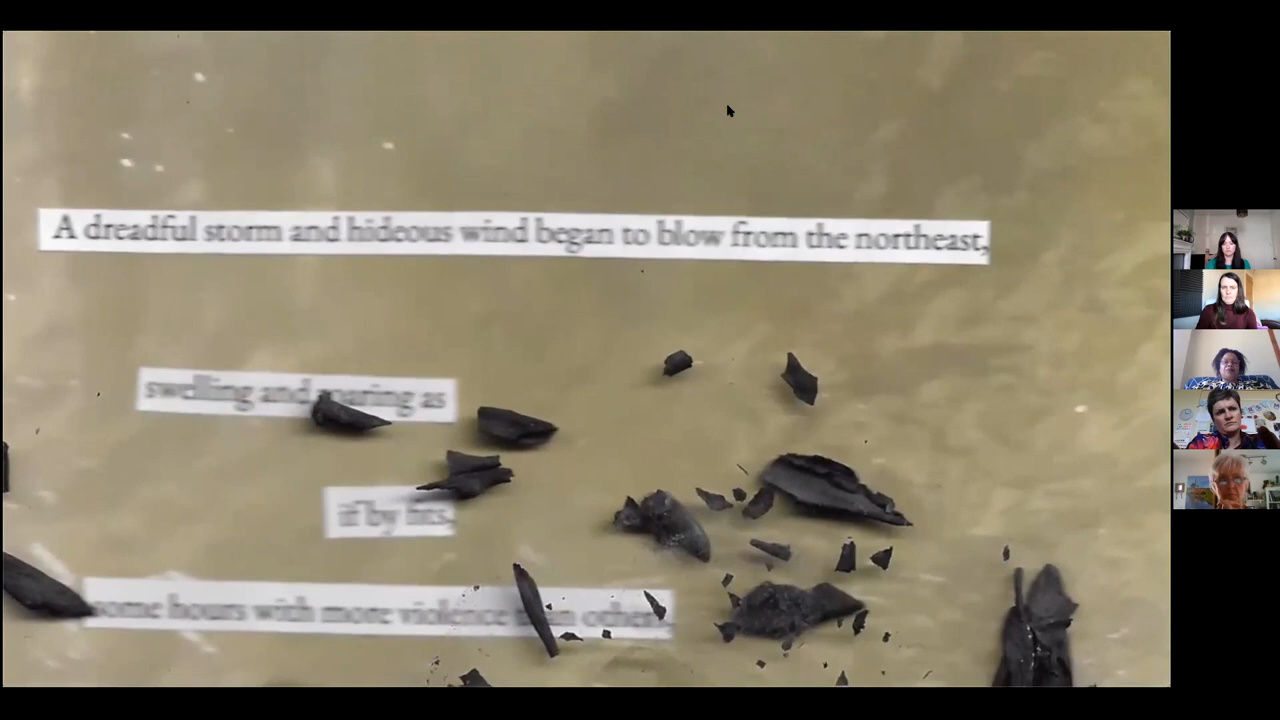 A dreadful storm and hideous wind began to blow from the northeast,
swelling and roaring as
if by fits,
some hours with more violence than others